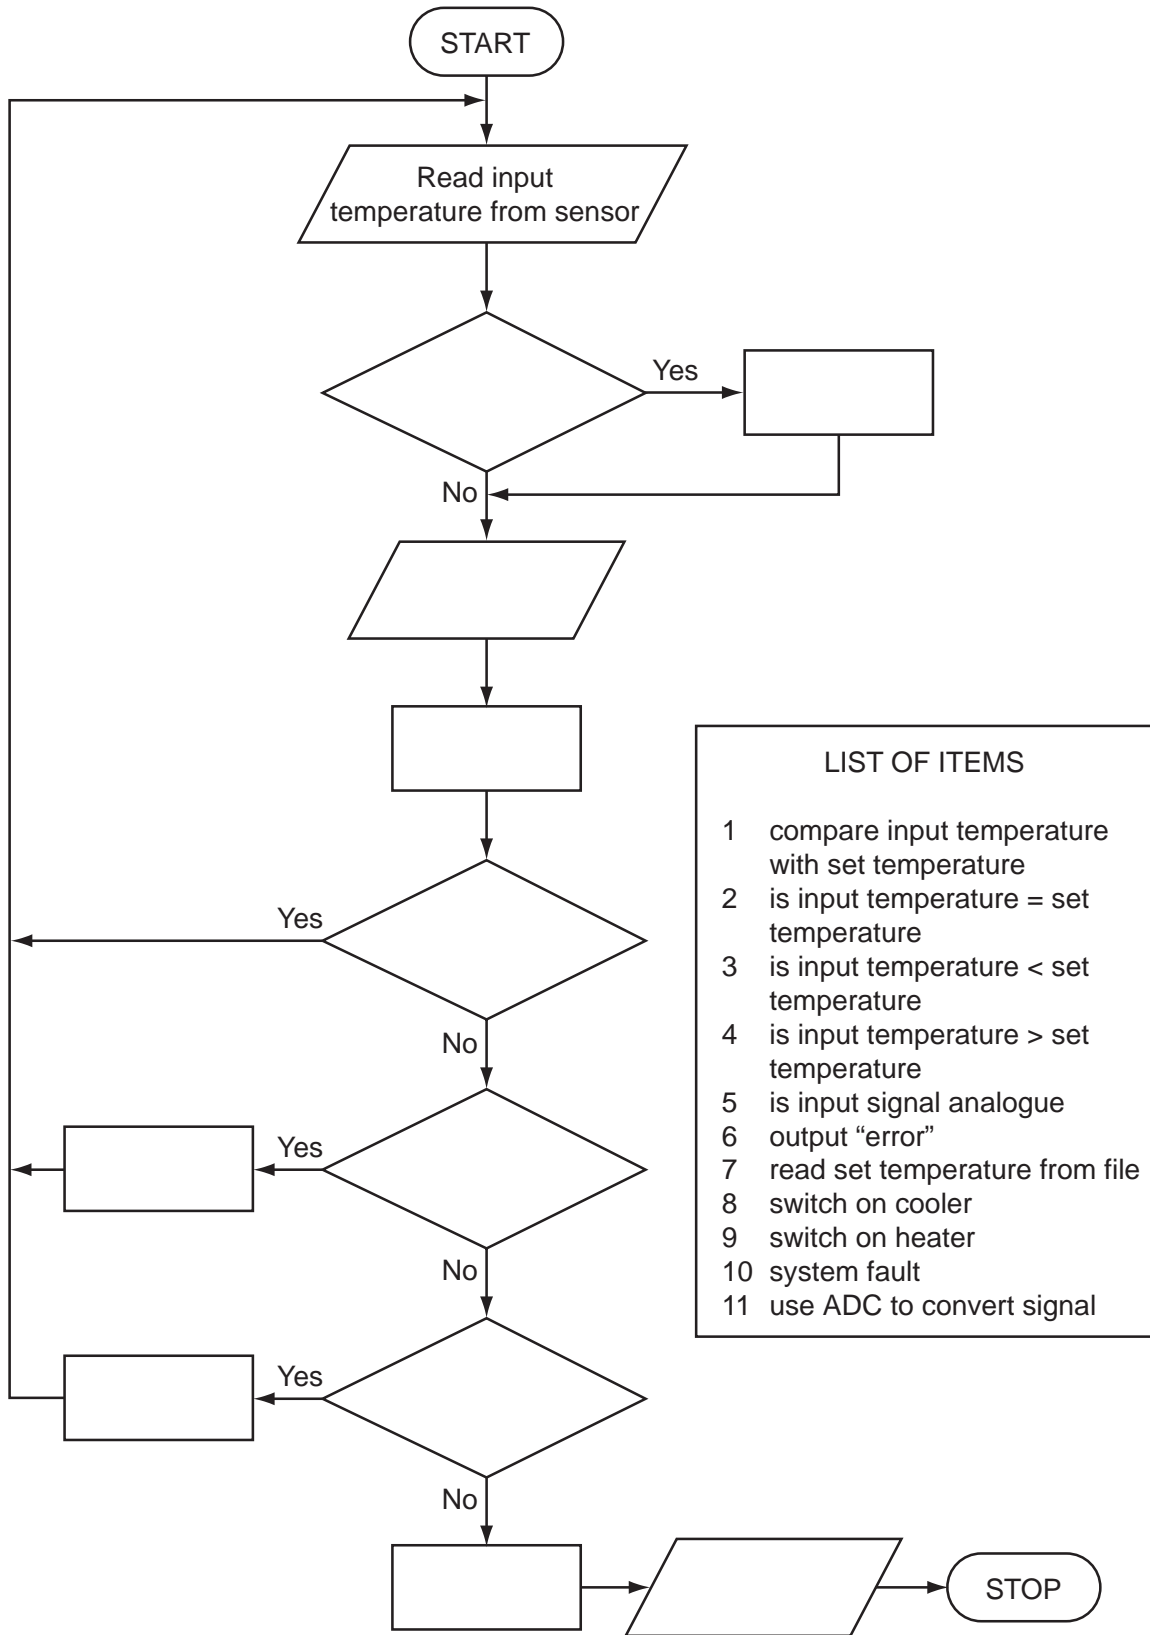 START
Read input
temperature from sensor
Yes
No
Yes
No
Yes
No
Yes
No
STOP
LIST OF ITEMS
1 compare input temperature
with set temperature
2 is input temperature = set
temperature
3 is input temperature < set
temperature
4 is input temperature > set
temperature
5 is input signal analogue
6 output “error”
7 read set temperature from file
8 switch on cooler
9 switch on heater
10 system fault
11 use ADC to convert signal